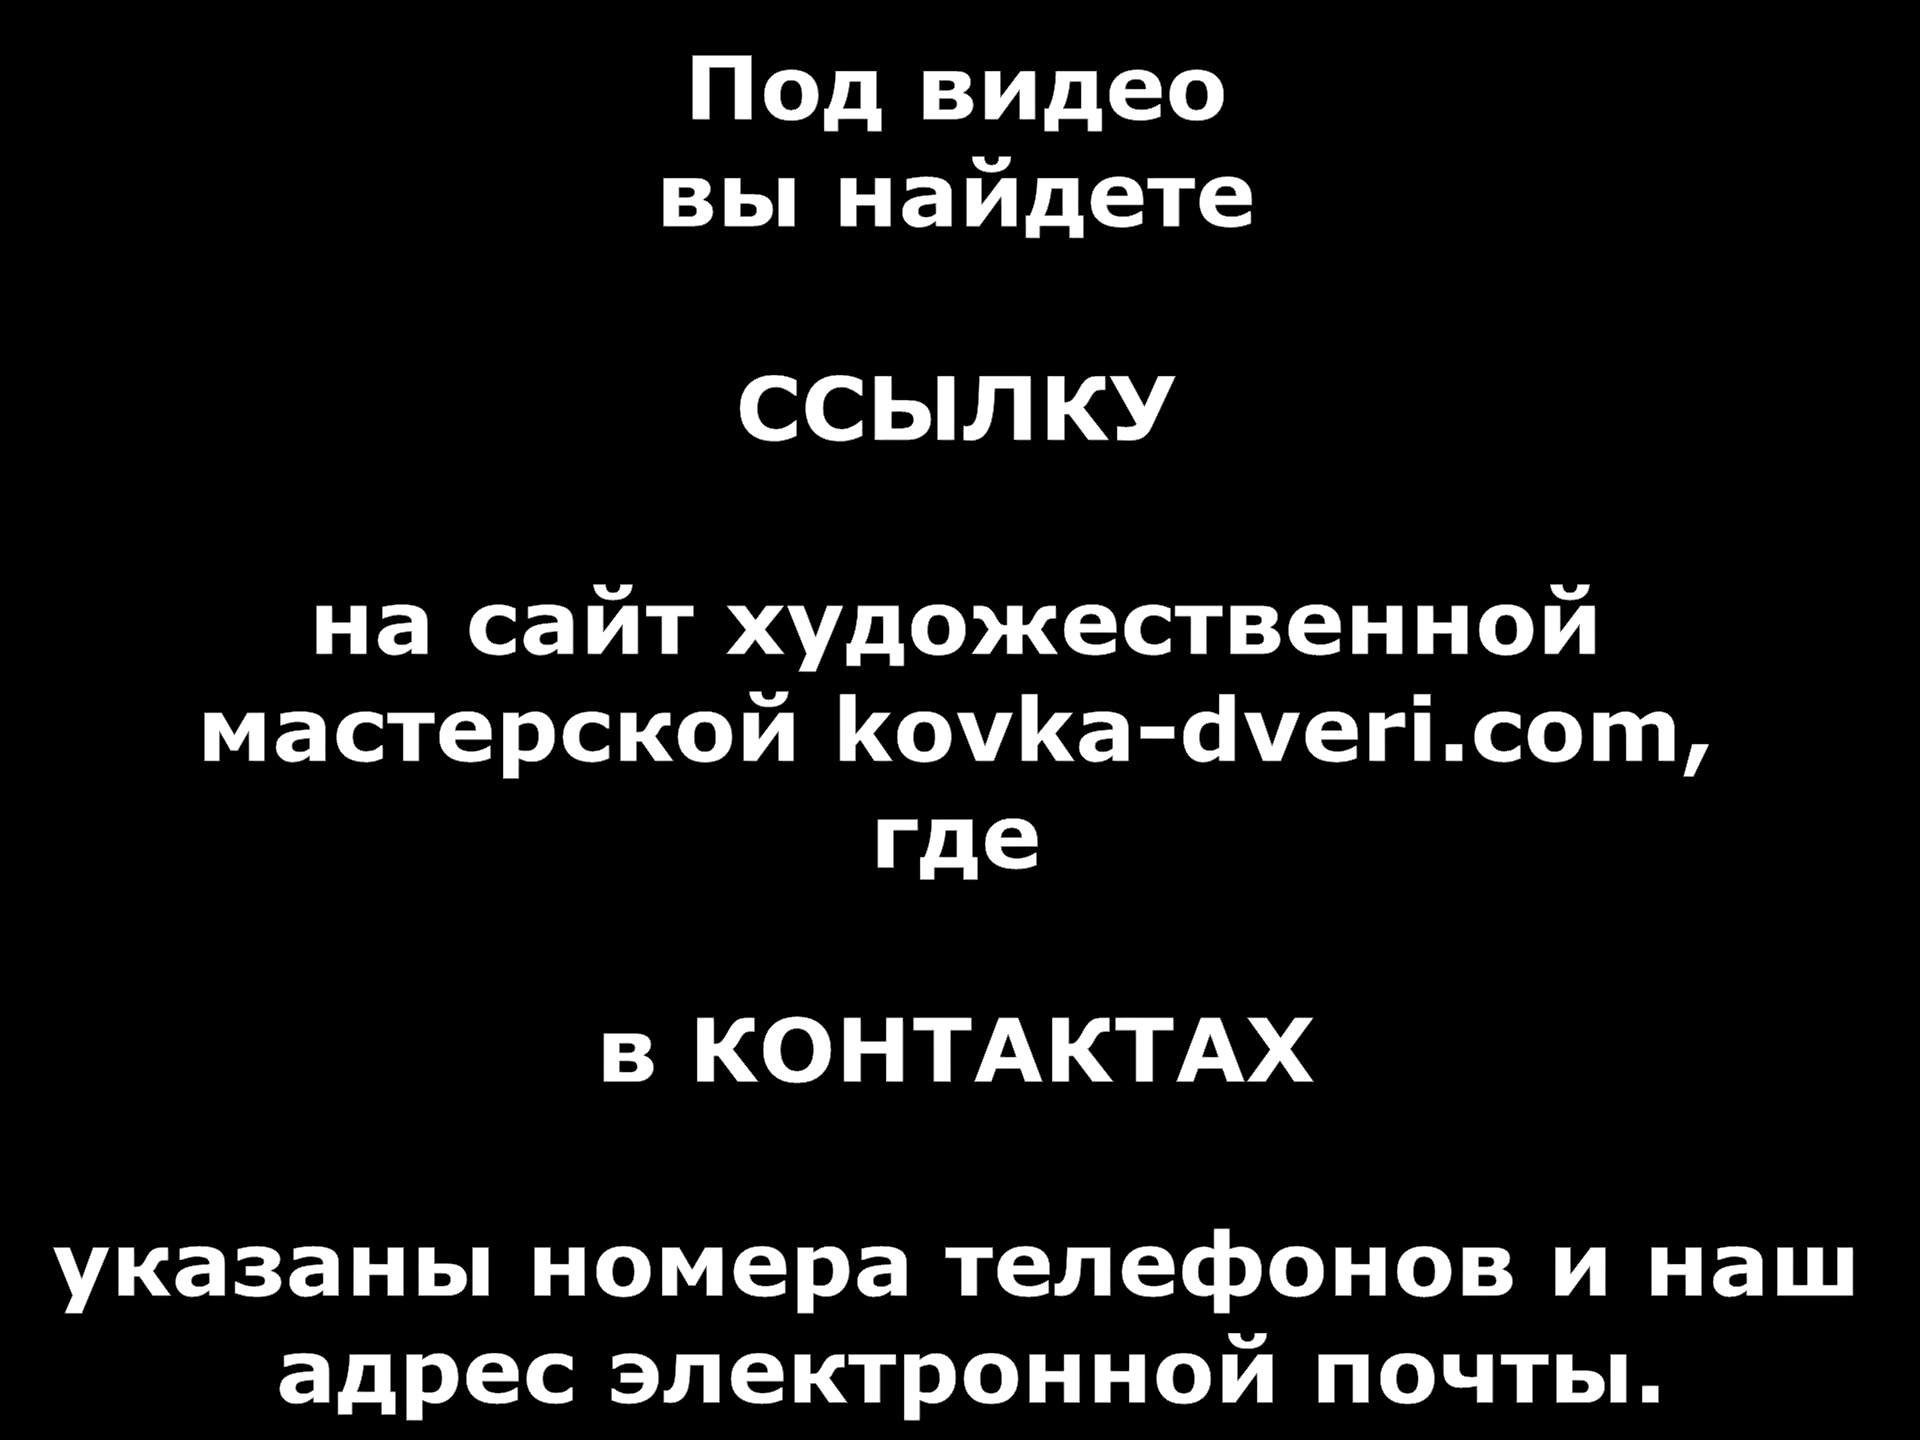 Под видео
вы найдете
ССЫЛКУ
на сайт художественной
мастерской kovka-dveri.com,
где
в КОНТАКТАХ
указаны номера телефонов и наш
адрес электронной почты.